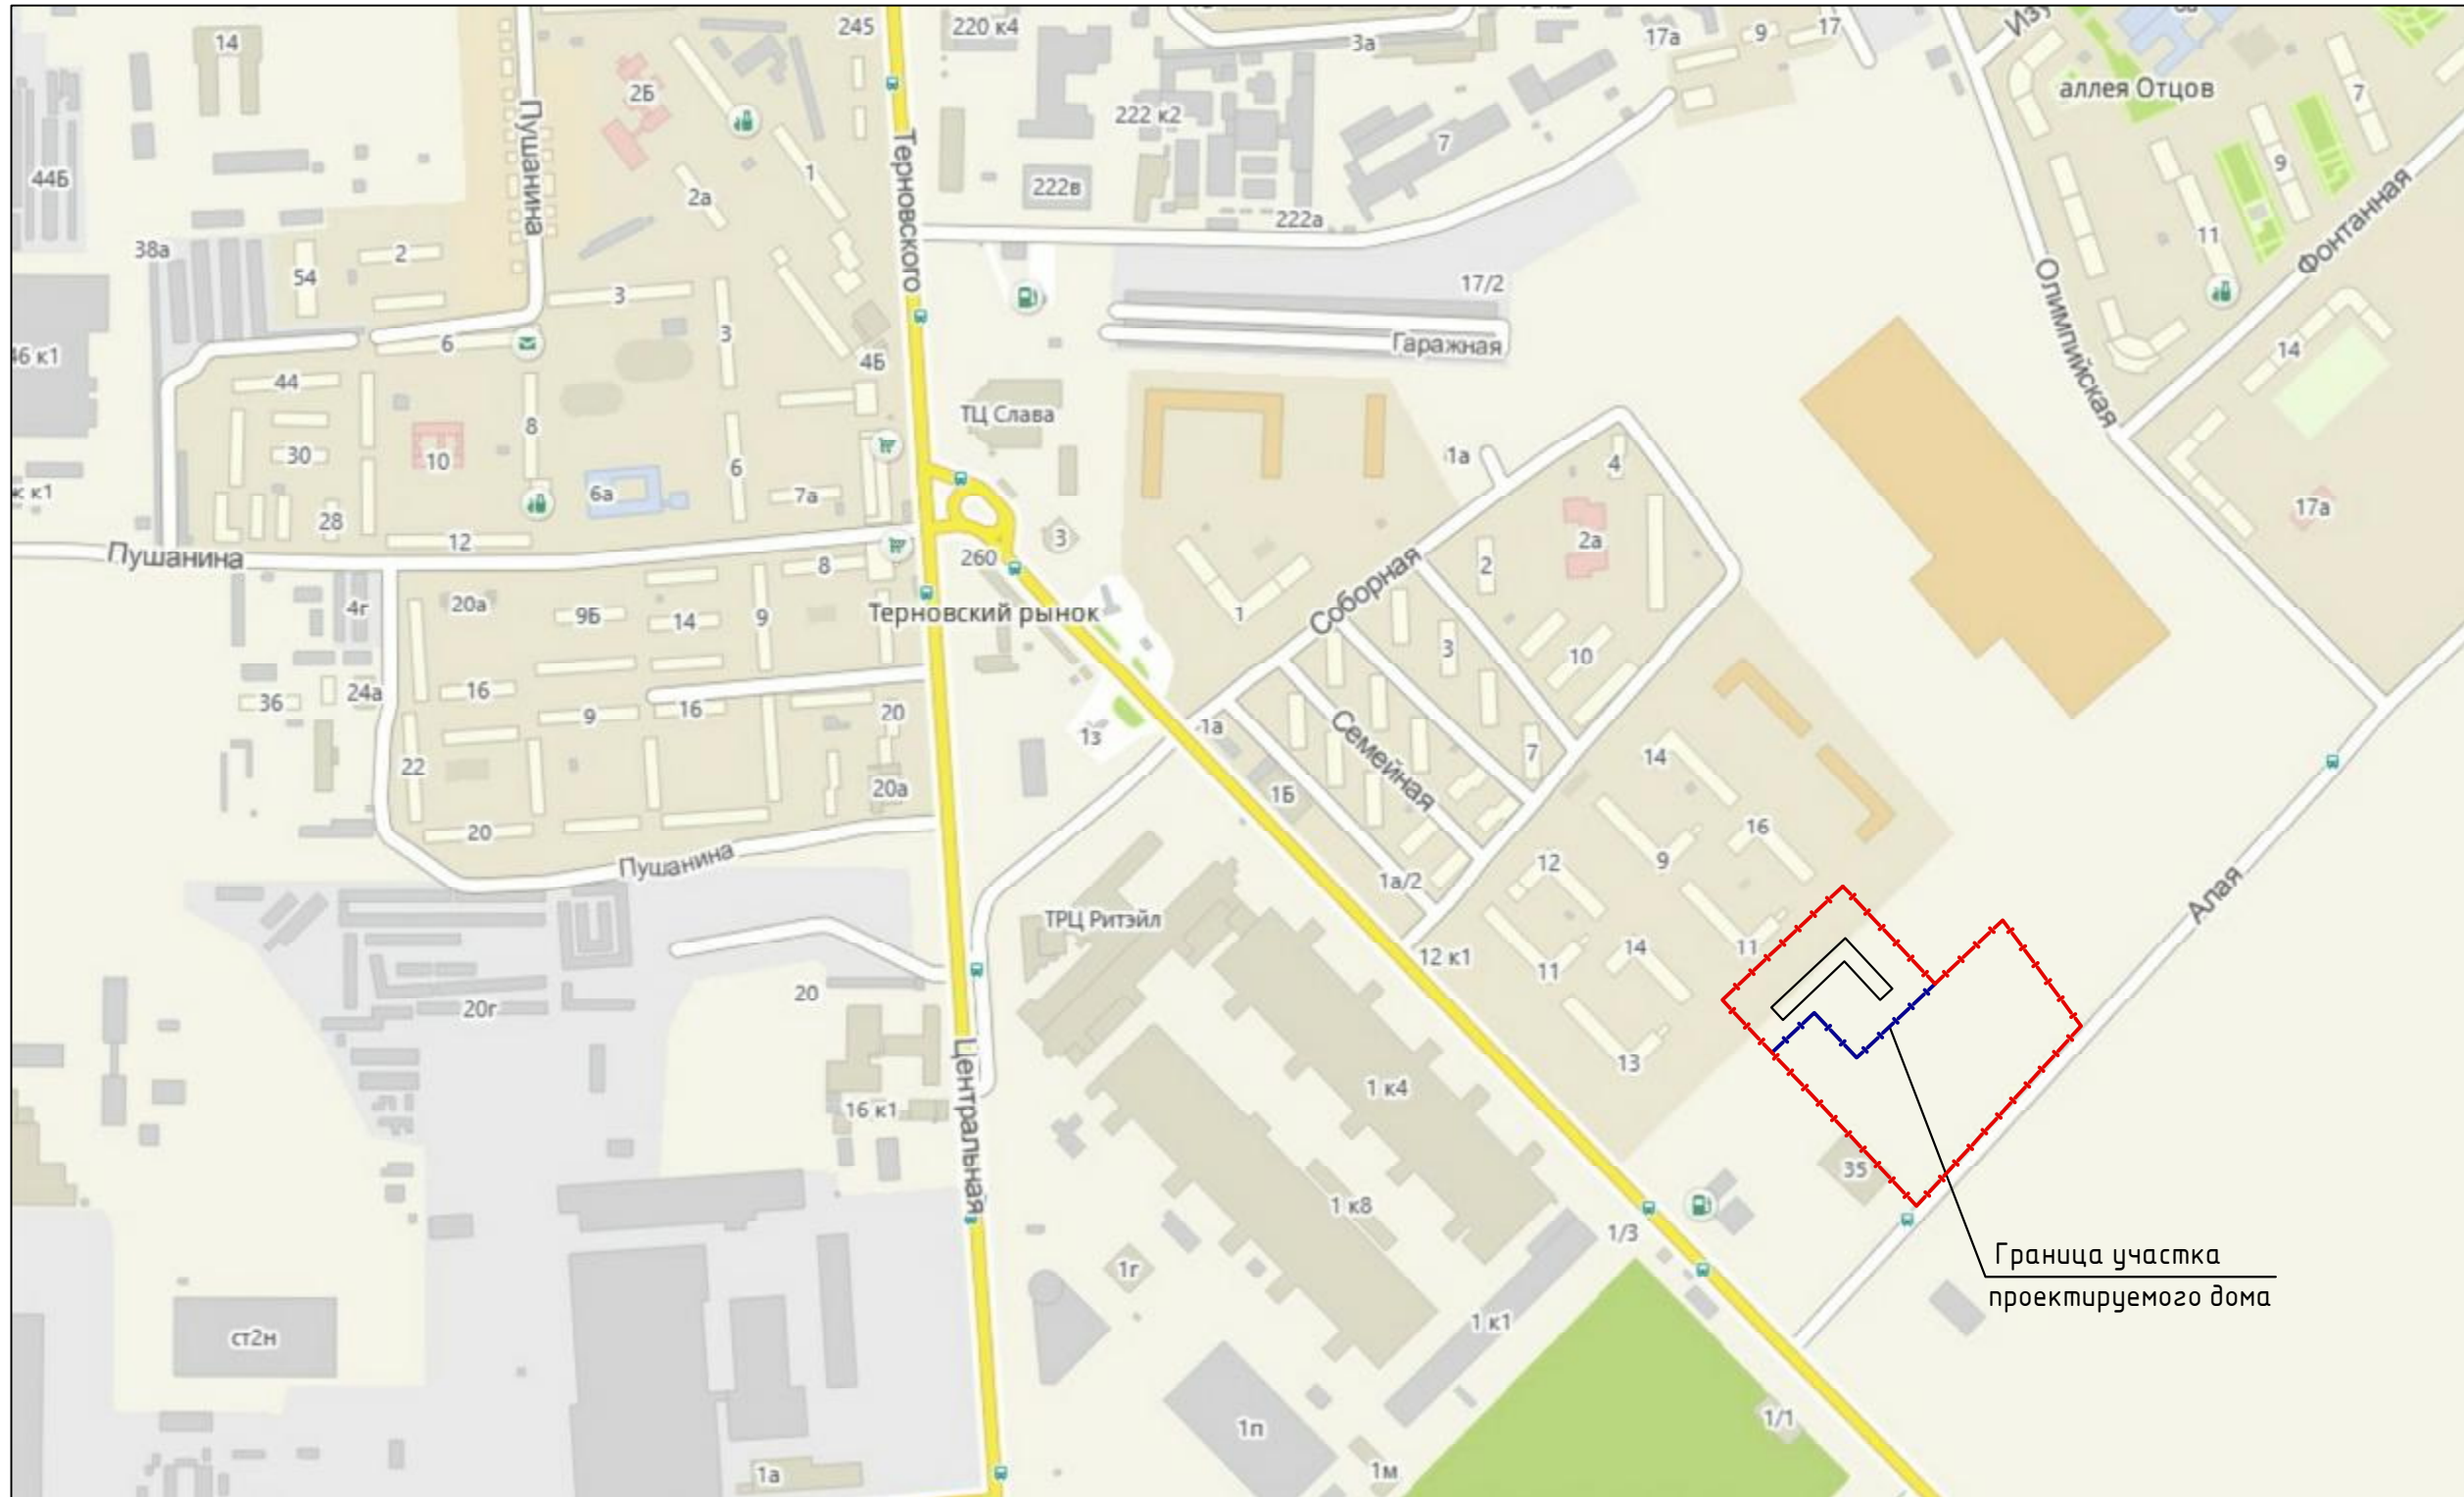 14
245
220 к4
3а
17а
9
17
Изу
аллея Отцов
7
2Б
44Б
Пушанина
1
2а
Терновского
222 к2
222в
7
222а
9
11
Фонтанная
38а
54
2
3
3
17/2
Олимпийская
46 к1
6
4Б
Гаражная
14
44
8
ТЦ Слава
30
10
6
1а
4
ж к1
6а
7а
28
17а
Пушанина
12
8
260
3
2а
2
Соборная
4г
20а
9Б
14
9
Терновский рынок
1
3
10
36
24а
16
9
16
20
1з
1а
Семейная
7
14
22
20а
1Б
20
16
Пушанина
9
12
1а/2
Алая
ТРЦ Ритэйл
12 к1
11
14
11
20г
20
13
Центральная
16 к1
1 к4
35
1 к8
1/3
Граница участка
проектируемого дома
1г
1 к1
ст2н
1п
1/1
1а
1м